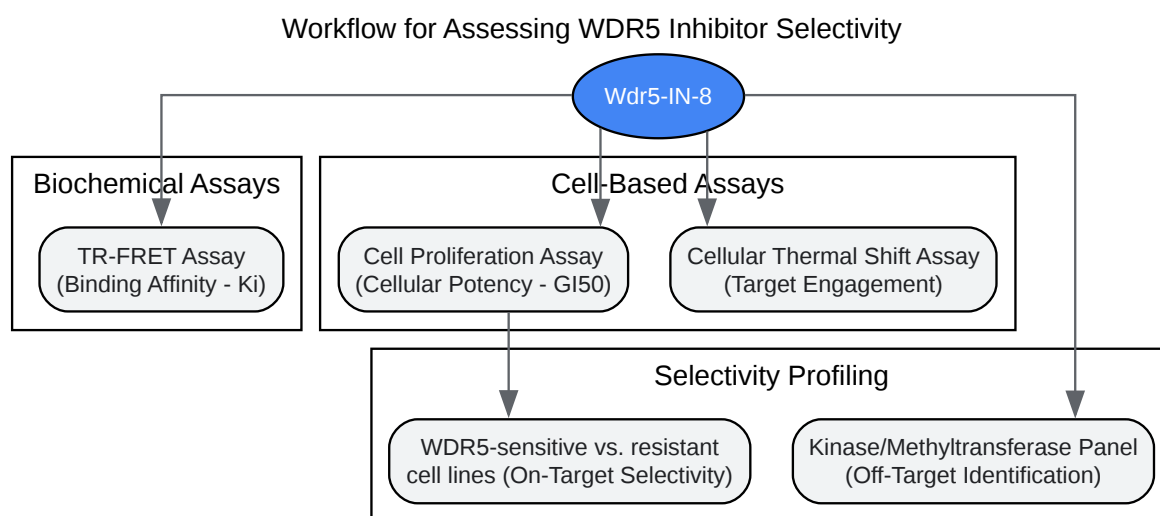 Workflow for Assessing WDR5 Inhibitor Selectivity
Wdr5-IN-8
Biochemical Assays
TR-FRET Assay
(Binding Affinity - Ki)
Cell-Based Assays
Cell Proliferation Assay
(Cellular Potency - GI50)
Cellular Thermal Shift Assay
(Target Engagement)
Selectivity Profiling
WDR5-sensitive vs. resistant
cell lines (On-Target Selectivity)
Kinase/Methyltransferase Panel
(Off-Target Identification)